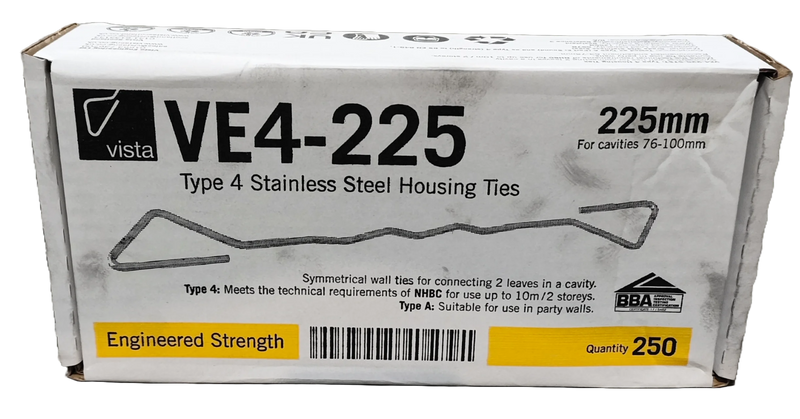 vista
VE4-225
225mm
For cavities 76-100mm
Type 4 Stainless Steel Housing Ties
Symmetrical wall ties for connecting 2 leaves in a cavity.
Type 4: Meets the technical requirements of NHBC for use up to 10m/2 storeys.
Type A: Suitable for use in party walls.
BBA
Engineered Strength
Quantity 250